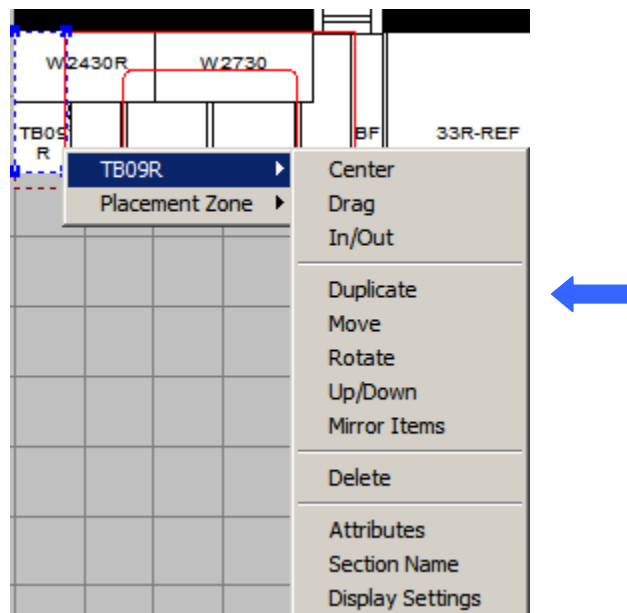 W2430R W2730
TB09
R
BF
33R-REF
TB09R
Placement Zone
Center
Drag
In/Out
Duplicate
Move
Rotate
Up/Down
Mirror Items
Delete
Attributes
Section Name
Display Settings